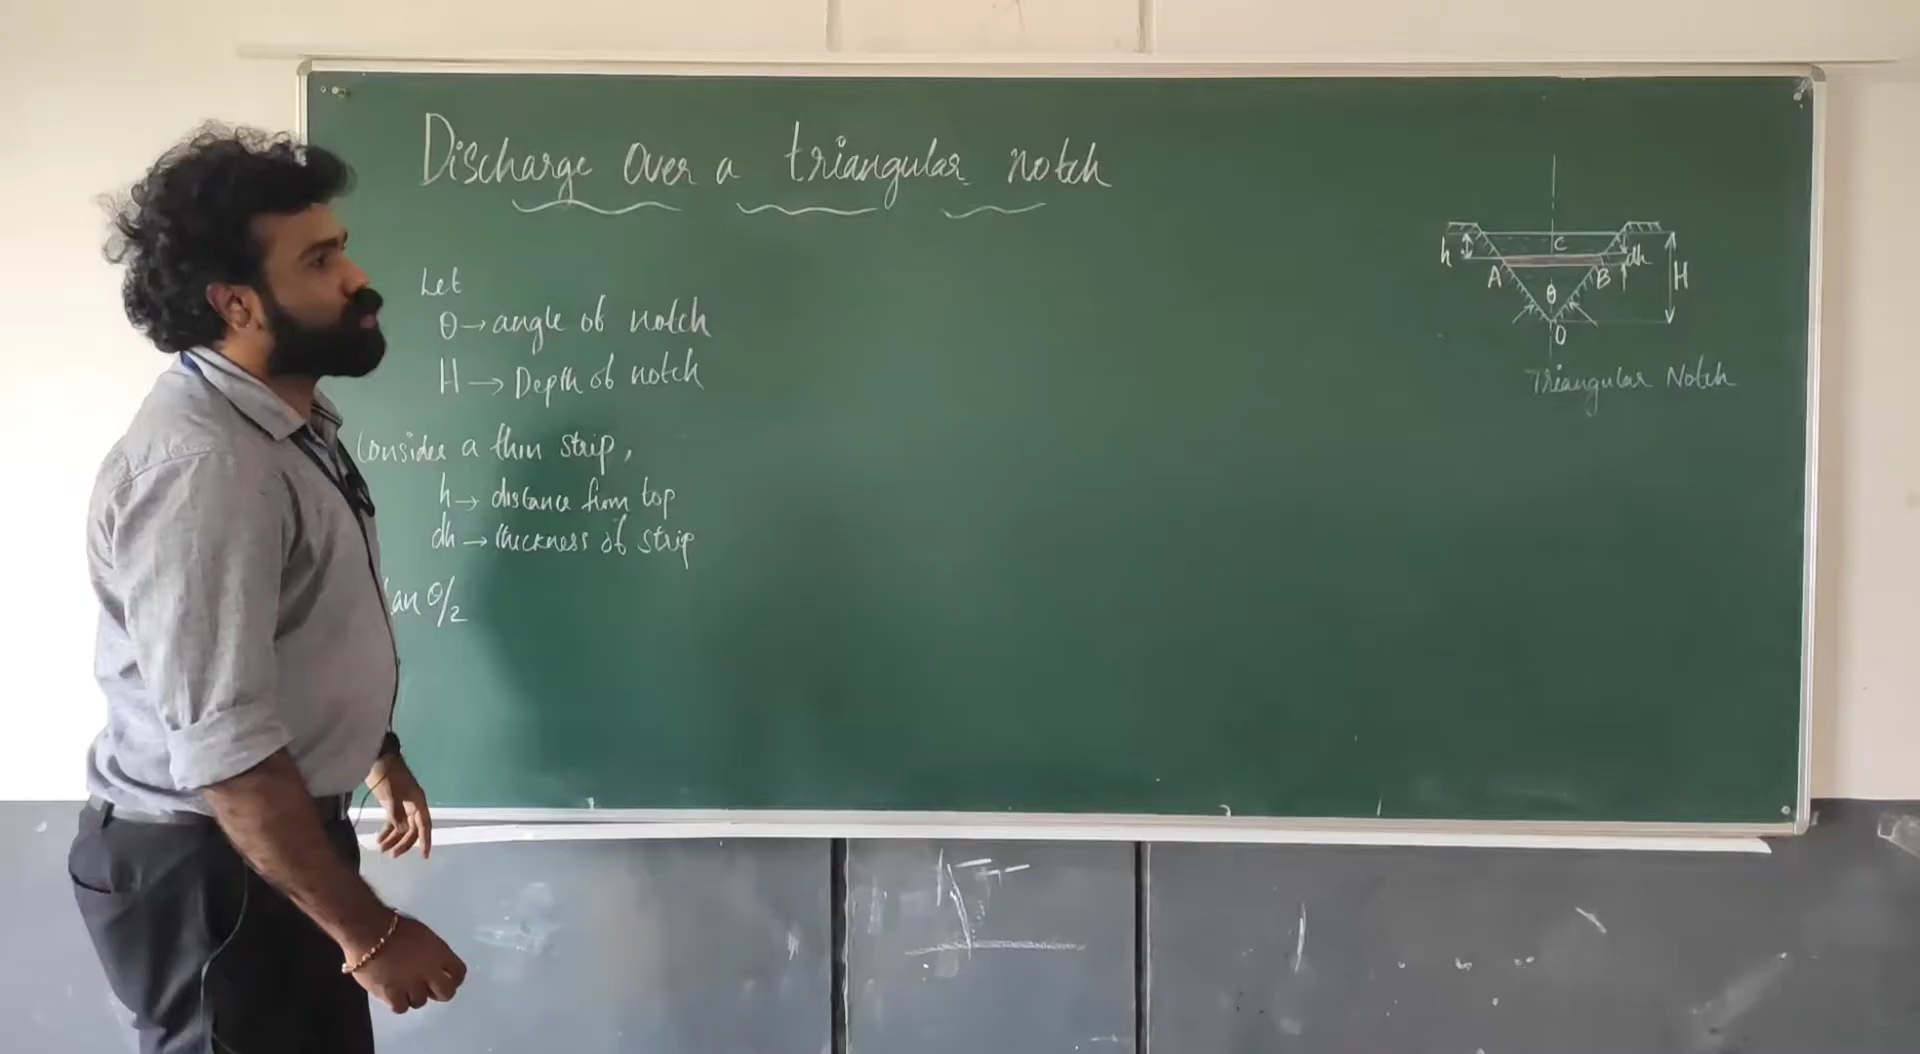 Discharge over a triangular notch
Let
θ → angle of notch
H → Depth of notch
Consider a thin strip,
h → distance from top
dh → thickness of strip
tan θ/2
h
C
dh
A
B
H
θ
O
Triangular Notch